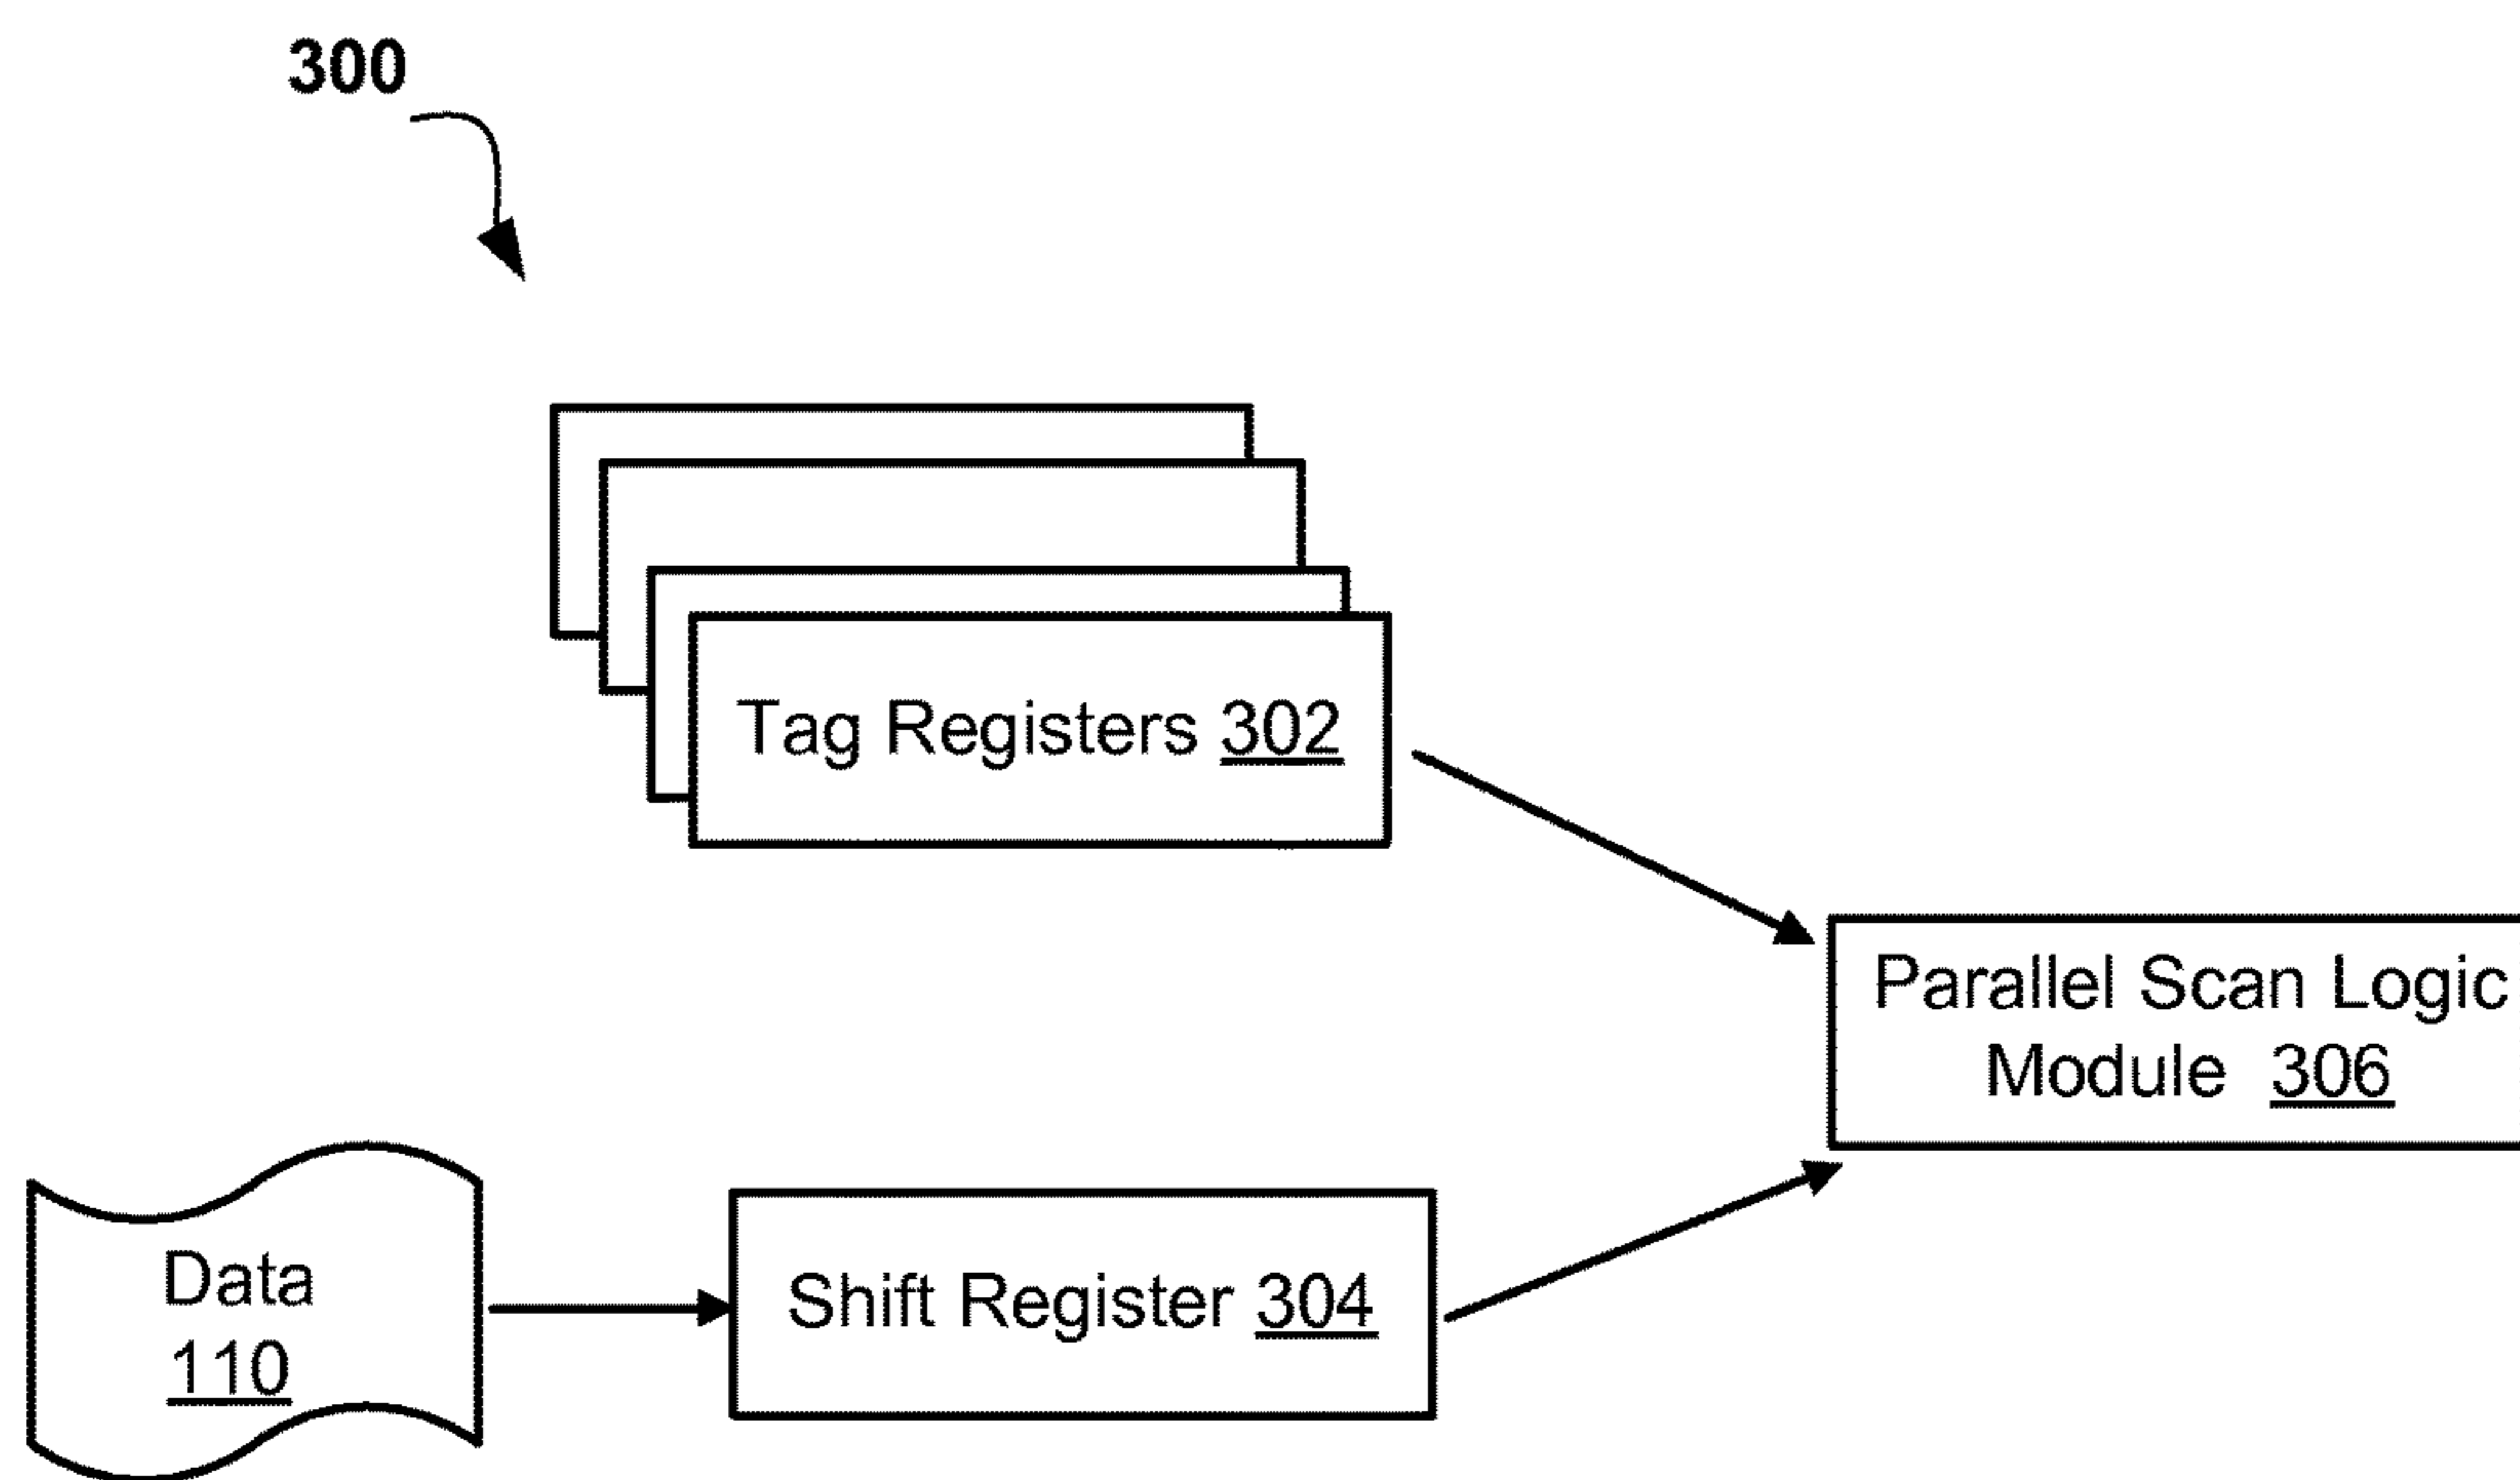 300
Tag Registers 302
Parallel Scan Logic
Module 306
Data
110
Shift Register 304